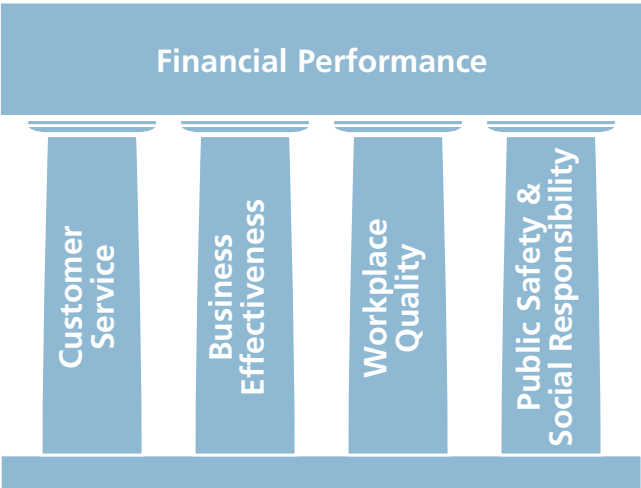 Financial Performance
Customer
Service
Business
Effectiveness
Workplace
Quality
Public Safety &
Social Responsibility